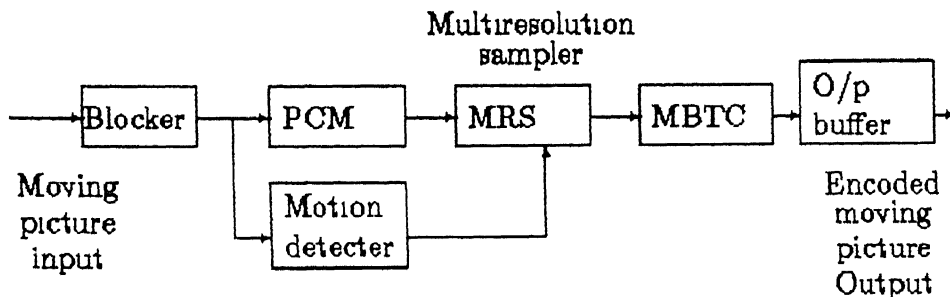 Multiresolution
sampler
Blocker
PCM
MRS
MBTC
O/p
buffer
Moving
picture
input
Motion
detecter
Encoded
moving
picture
Output